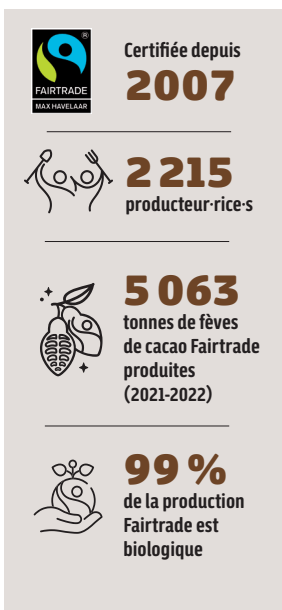 FAIRTRADE
MAX HAVELAAR
®
Certifiée depuis
2007
2 215
producteur·rice·s
5 063
tonnes de fèves
de cacao Fairtrade
produites
(2021-2022)
99 %
de la production
Fairtrade est
biologique